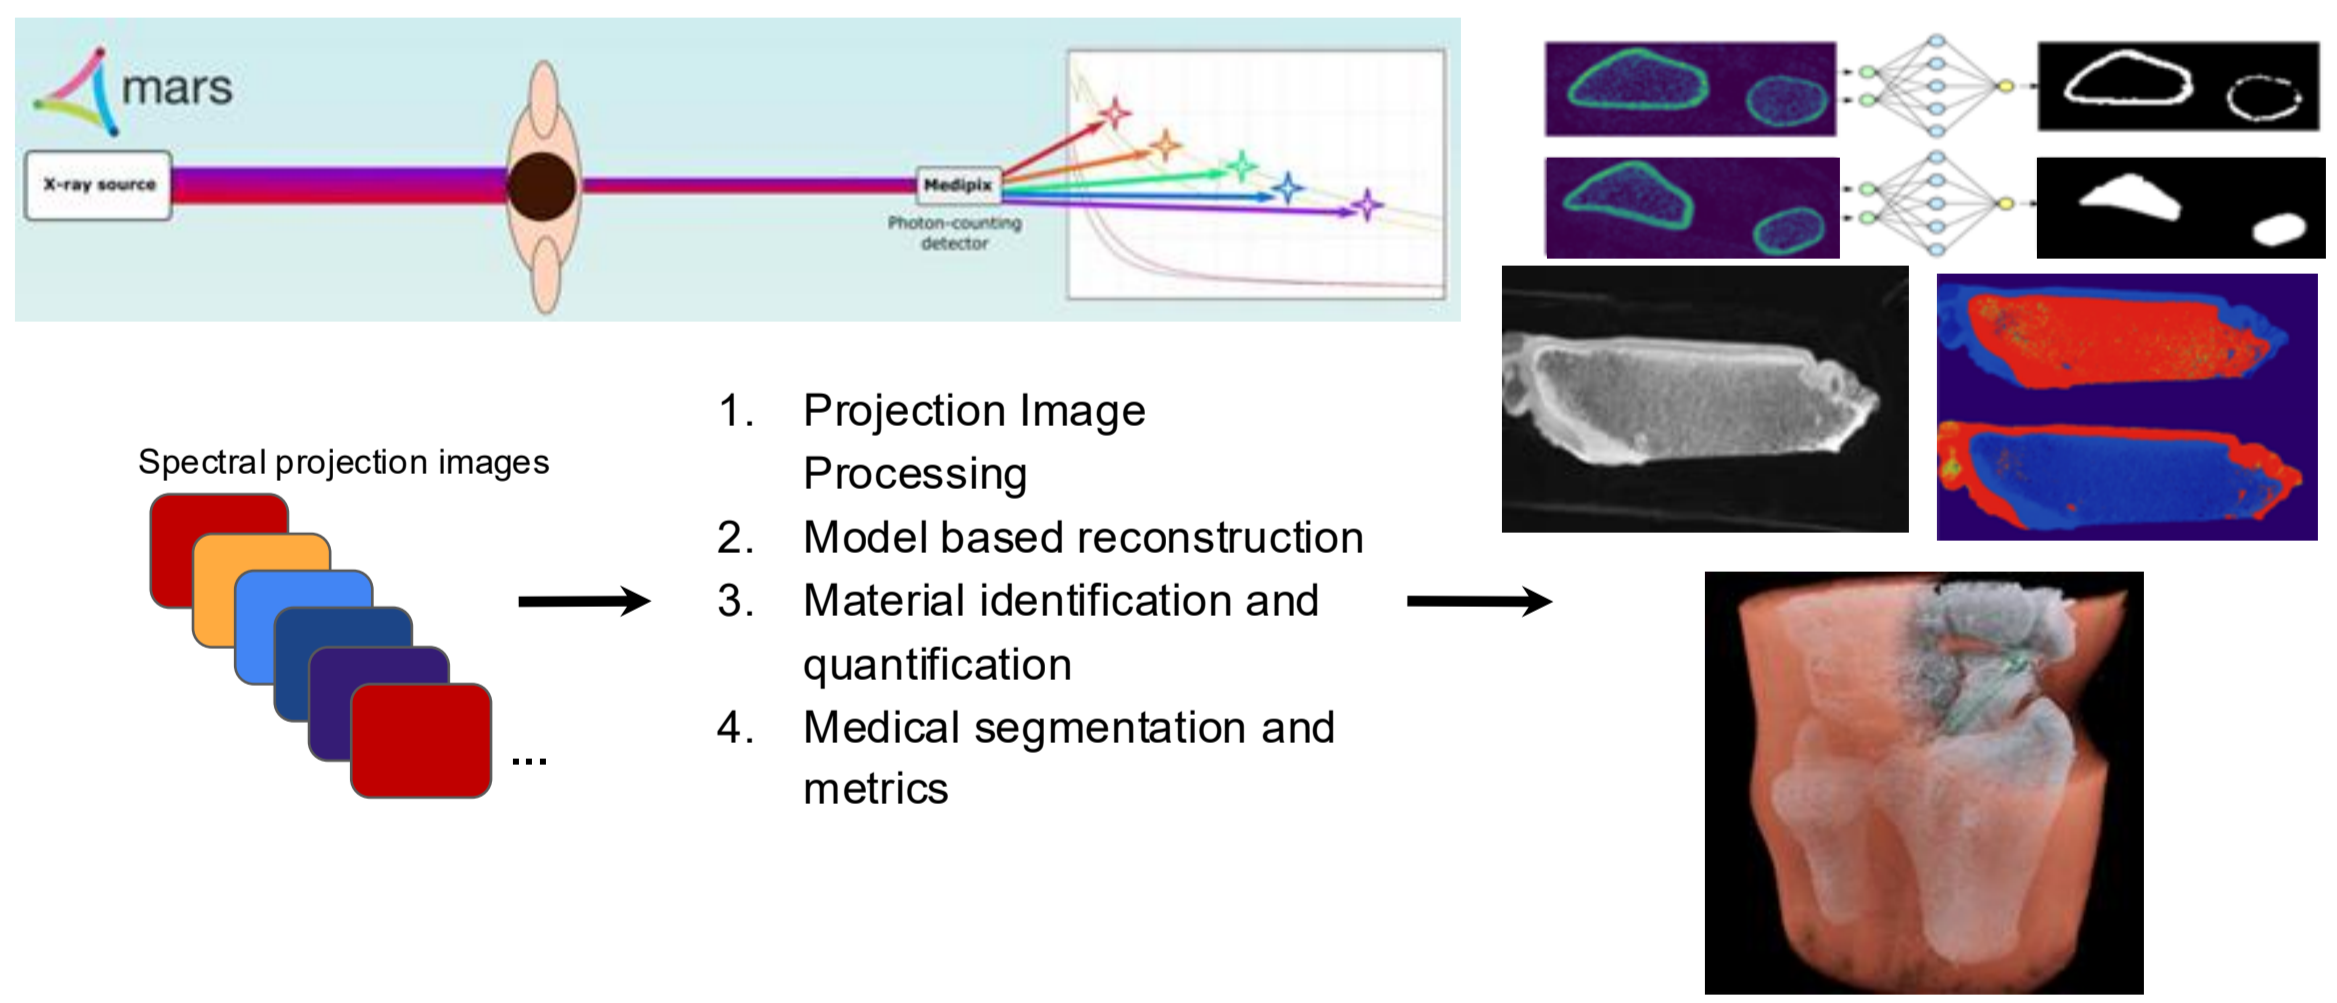 mars
X-ray source
Medipix
Photon-counting
detector
Spectral projection images
...
1. Projection Image
Processing
2. Model based reconstruction
3. Material identification and
quantification
4. Medical segmentation and
metrics